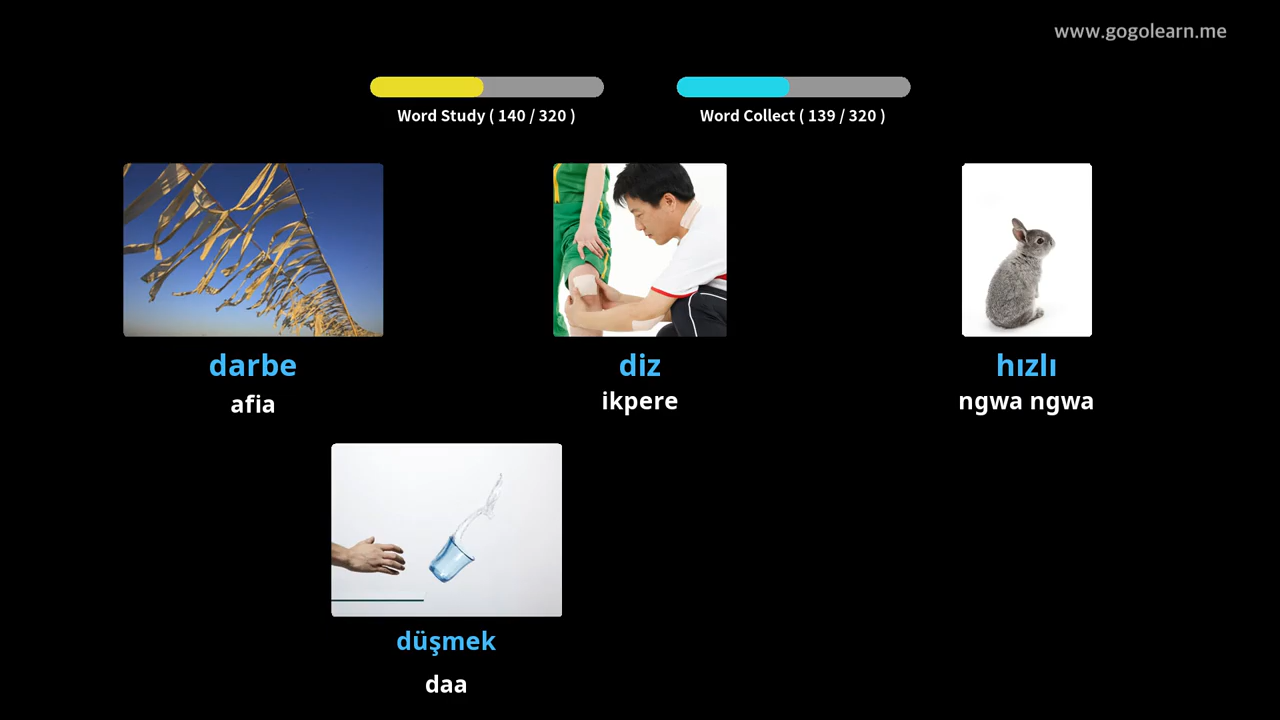 www.gogolearn.me
Word Study ( 140 / 320 )
Word Collect ( 139 / 320 )
darbe
afia
diz
ikpere
hızlı
ngwa ngwa
düşmek
daa